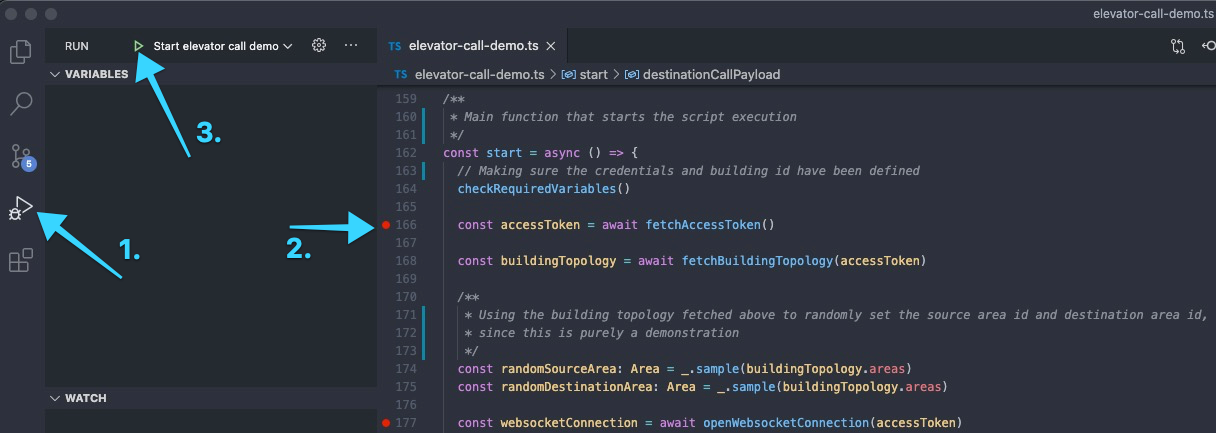 elevator-call-demo.ts
RUN Start elevator call demo
TS elevator-call-demo.ts
VARIABLES
TS elevator-call-demo.ts > start > destinationCallPayload
159 /**
160 * Main function that starts the script execution
161 */
162 const start = async () => {
163 // Making sure the credentials and building id have been defined
164 checkRequiredVariables()
165
166 const accessToken = await fetchAccessToken()
167
168 const buildingTopology = await fetchBuildingTopology(accessToken)
169
170 /**
171 * Using the building topology fetched above to randomly set the source area id and destination area id,
172 * since this is purely a demonstration
173 */
174 const randomSourceArea: Area = _.sample(buildingTopology.areas)
175 const randomDestinationArea: Area = _.sample(buildingTopology.areas)
176
177 const websocketConnection = await openWebsocketConnection(accessToken)
3.
5
1.
2.
WATCH